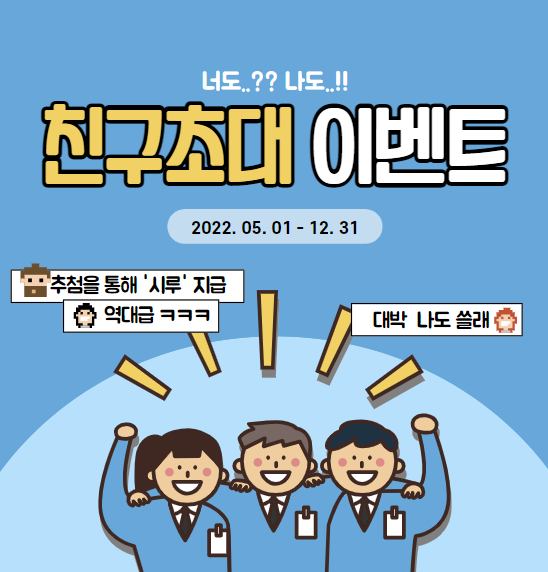 너도..?? 나도..!!
친구초대 이벤트
2022. 05. 01 - 12. 31
추첨을 통해 '시루' 지급
역대급 ㅋㅋㅋ
대박 나도 쓸래